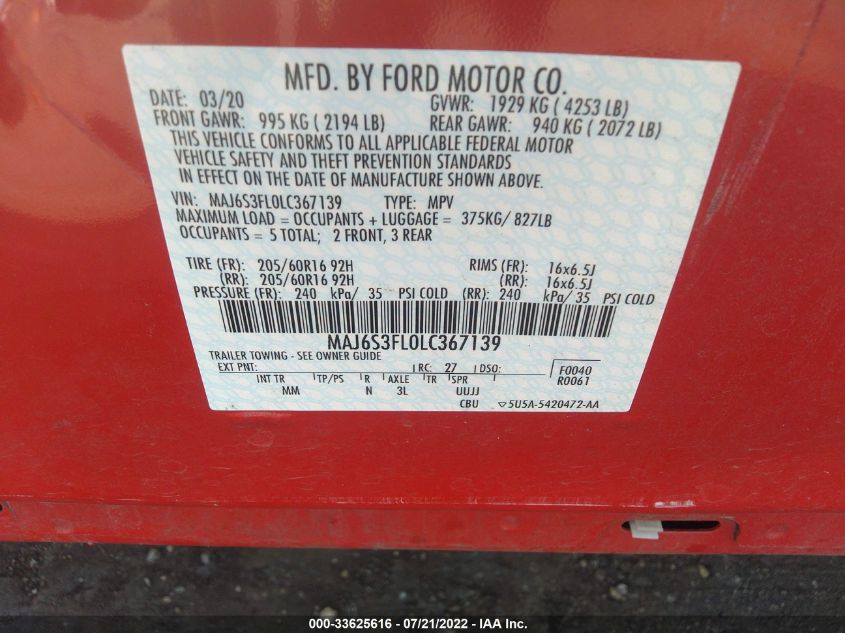 MFD. BY FORD MOTOR CO.
DATE: 03/20 GVWR: 1929 KG ( 4253 LB)
FRONT GAWR: 995 KG ( 2194 LB) REAR GAWR: 940 KG ( 2072 LB)
THIS VEHICLE CONFORMS TO ALL APPLICABLE FEDERAL MOTOR
VEHICLE SAFETY AND THEFT PREVENTION STANDARDS
IN EFFECT ON THE DATE OF MANUFACTURE SHOWN ABOVE.
VIN: MAJ6S3FL0LC367139 TYPE: MPV
MAXIMUM LOAD = OCCUPANTS + LUGGAGE = 375KG/ 827LB
OCCUPANTS = 5 TOTAL; 2 FRONT, 3 REAR
TIRE (FR): 205/60R16 92H RIMS (FR): 16x6.5J
(RR): 205/60R16 92H (RR): 16x6.5J
PRESSURE (FR): 240 kPa/ 35 PSI COLD (RR): 240 kPa/ 35 PSI COLD
MAJ6S3FL0LC367139
TRAILER TOWING - SEE OWNER GUIDE
EXT PNT: RC: 27 DSO: F0040
INT TR TP/PS R AXLE TR SPR R0061
MM N 3L UUJJ
CBU 5U5A-5420472-AA
000-33625616 - 07/21/2022 - IAA Inc.